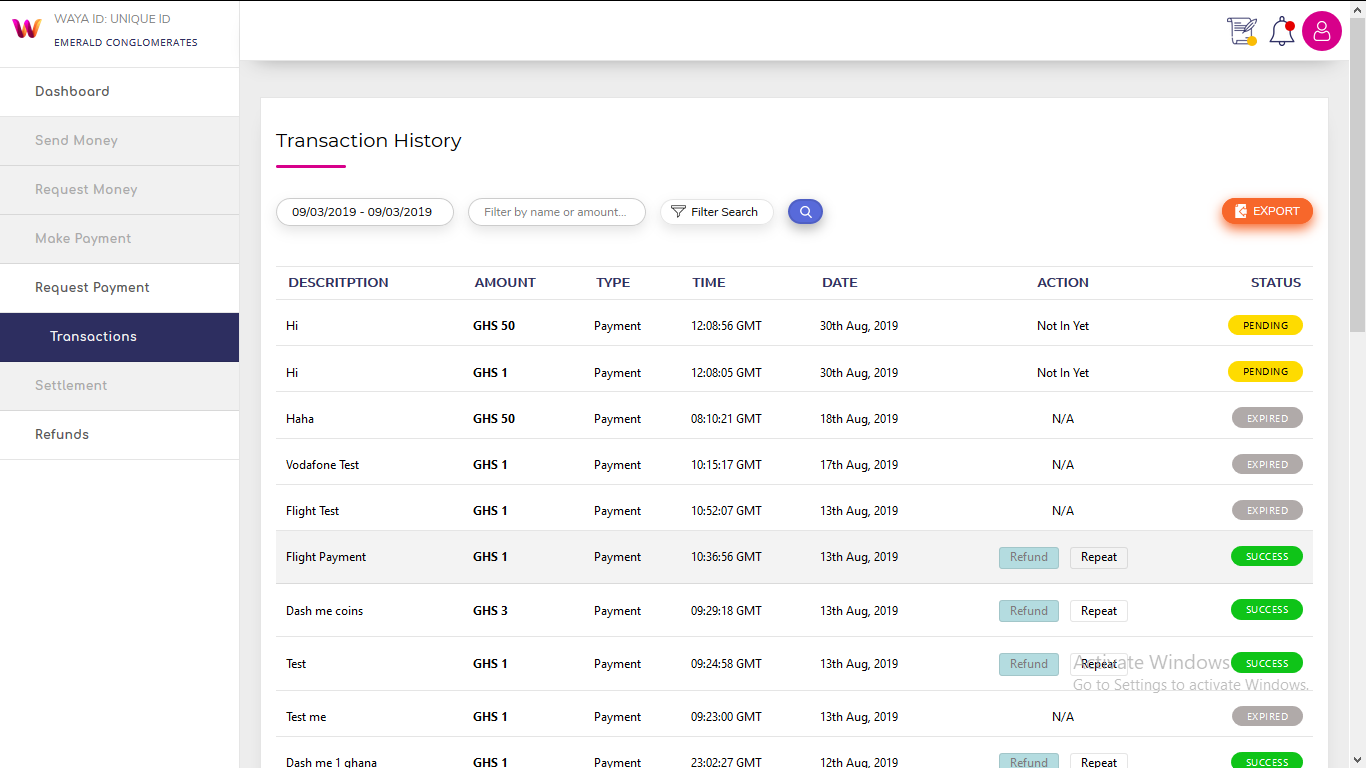 WAYA ID: UNIQUE ID
EMERALD CONGLOMERATES
Dashboard
Send Money
Request Money
Make Payment
Request Payment
Transactions
Settlement
Refunds
Transaction History
09/03/2019 - 09/03/2019 Filter by name or amount... Filter Search EXPORT
DESCRITPTION AMOUNT TYPE TIME DATE ACTION STATUS
Hi GHS 50 Payment 12:08:56 GMT 30th Aug, 2019 Not In Yet PENDING
Hi GHS 1 Payment 12:08:05 GMT 30th Aug, 2019 Not In Yet PENDING
Haha GHS 50 Payment 08:10:21 GMT 18th Aug, 2019 N/A EXPIRED
Vodafone Test GHS 1 Payment 10:15:17 GMT 17th Aug, 2019 N/A EXPIRED
Flight Test GHS 1 Payment 10:52:07 GMT 13th Aug, 2019 N/A EXPIRED
Flight Payment GHS 1 Payment 10:36:56 GMT 13th Aug, 2019 Refund Repeat SUCCESS
Dash me coins GHS 3 Payment 09:29:18 GMT 13th Aug, 2019 Refund Repeat SUCCESS
Test GHS 1 Payment 09:24:58 GMT 13th Aug, 2019 Refund Repeat SUCCESS
Activate Windows
Go to Settings to activate Windows.
Test me GHS 1 Payment 09:23:00 GMT 13th Aug, 2019 N/A EXPIRED
Dash me 1 ghana GHS 1 Payment 23:02:27 GMT 12th Aug, 2019 Refund Repeat SUCCESS